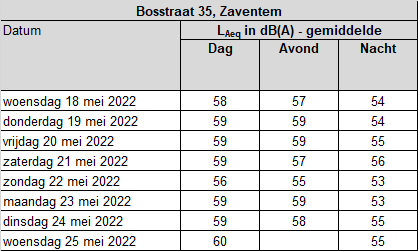 Bosstraat 35, Zaventem
Datum LAeq in dB(A) - gemiddelde
Dag Avond Nacht
woensdag 18 mei 2022 58 57 54
donderdag 19 mei 2022 59 59 54
vrijdag 20 mei 2022 59 59 55
zaterdag 21 mei 2022 59 57 56
zondag 22 mei 2022 56 55 53
maandag 23 mei 2022 59 59 53
dinsdag 24 mei 2022 59 58 55
woensdag 25 mei 2022 60 55